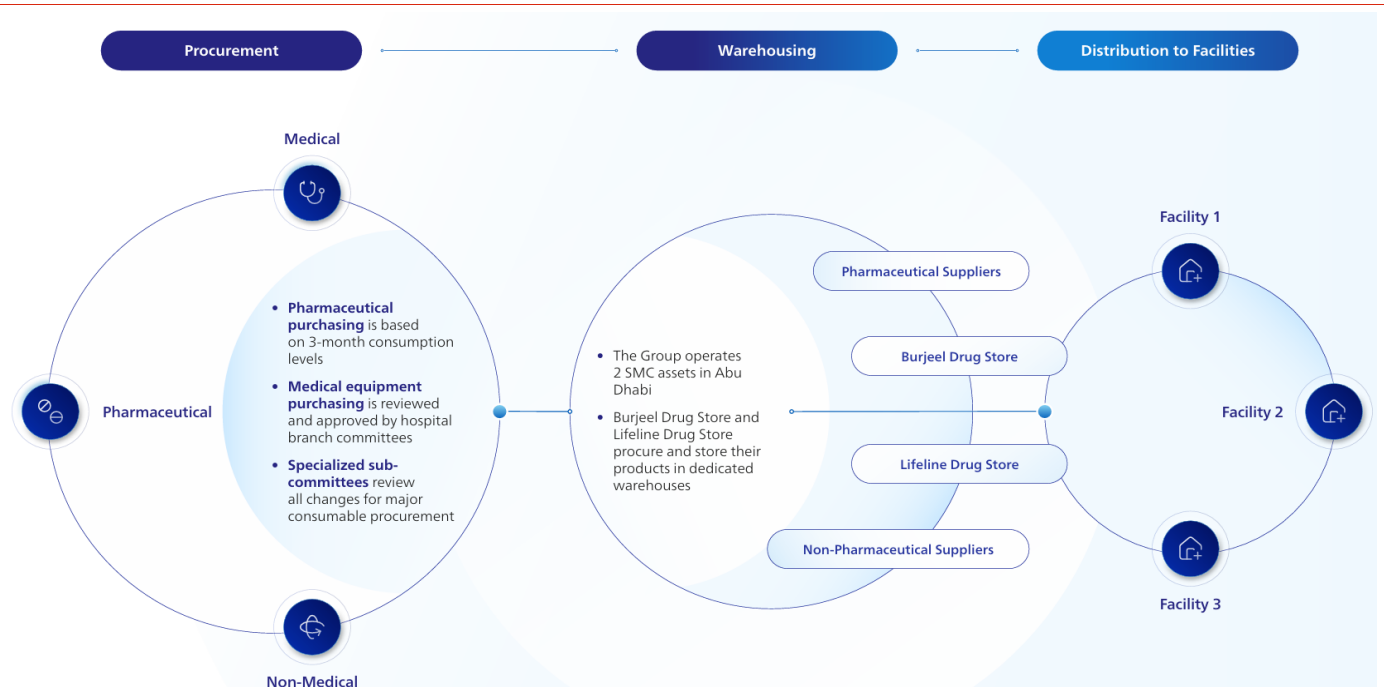 Procurement
Warehousing
Distribution to Facilities
Medical
Pharmaceutical
Non-Medical
• Pharmaceutical
purchasing is based
on 3-month consumption
levels
• Medical equipment
purchasing is reviewed
and approved by hospital
branch committees
• Specialized sub-
committees review
all changes for major
consumable procurement
• The Group operates
2 SMC assets in Abu
Dhabi
• Burjeel Drug Store and
Lifeline Drug Store
procure and store their
products in dedicated
warehouses
Pharmaceutical Suppliers
Burjeel Drug Store
Lifeline Drug Store
Non-Pharmaceutical Suppliers
Facility 1
Facility 2
Facility 3